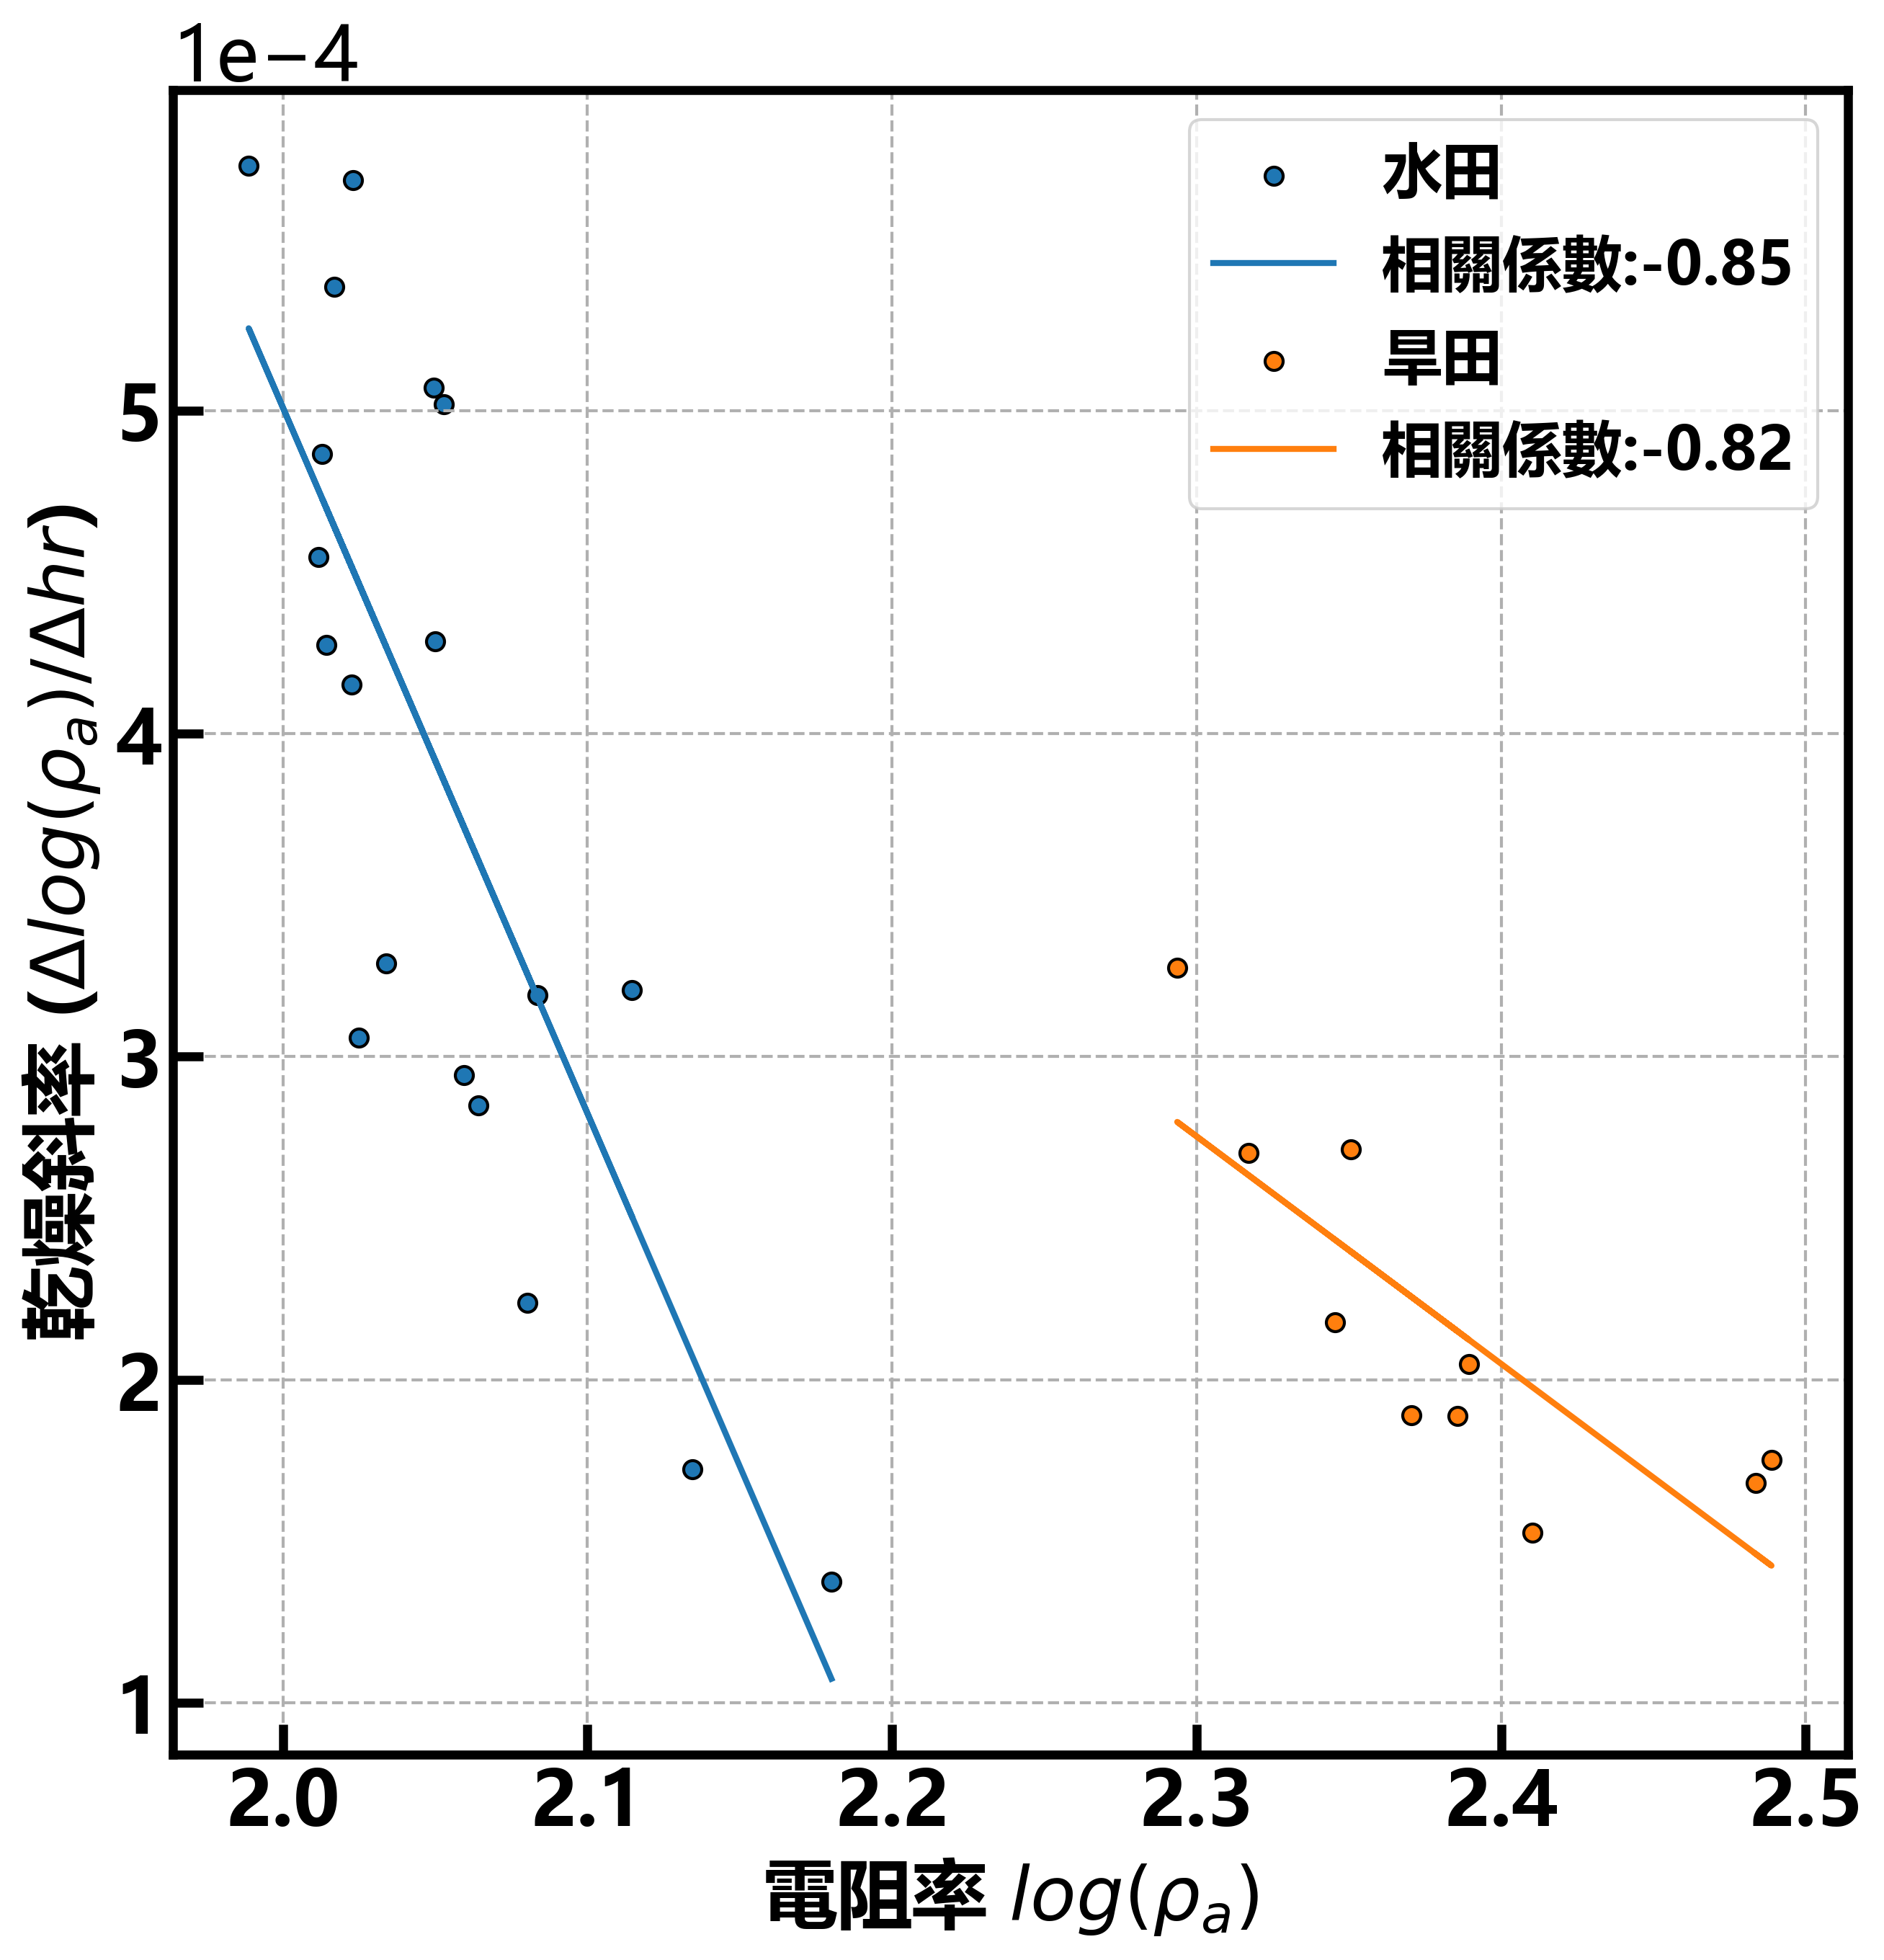 1e−4
水田
相關係數:-0.85
旱田
相關係數:-0.82
乾燥斜率 (Δlog(ρa)/Δhr)
5
4
3
2
1
2.0 2.1 2.2 2.3 2.4 2.5
電阻率 log(ρa)